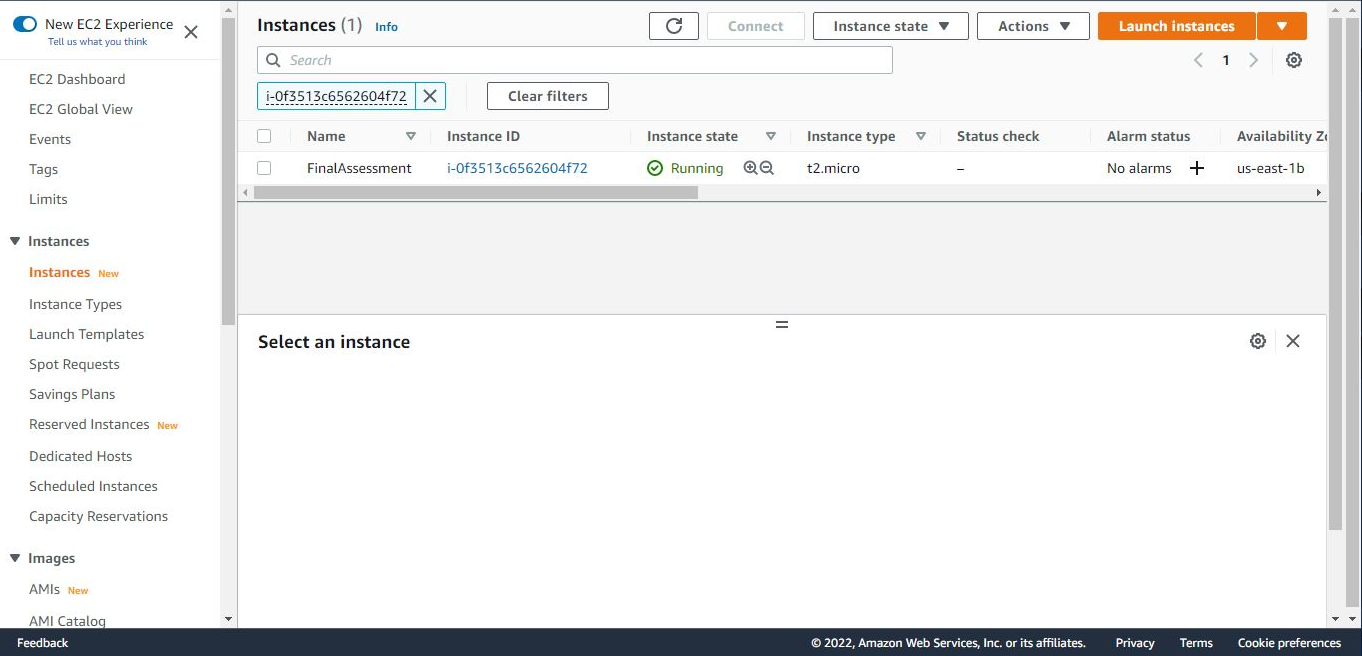 New EC2 Experience
Tell us what you think
EC2 Dashboard
EC2 Global View
Events
Tags
Limits
Instances
Instances New
Instance Types
Launch Templates
Spot Requests
Savings Plans
Reserved Instances New
Dedicated Hosts
Scheduled Instances
Capacity Reservations
Images
AMIs New
AMI Catalog
Instances (1) Info
Connect
Instance state
Actions
Launch instances
Search
1
i-0f3513c6562604f72
Clear filters
Name Instance ID Instance state Instance type Status check Alarm status Availability Zo
FinalAssessment i-0f3513c6562604f72 Running t2.micro – No alarms + us-east-1b
Select an instance
Feedback © 2022, Amazon Web Services, Inc. or its affiliates. Privacy Terms Cookie preferences